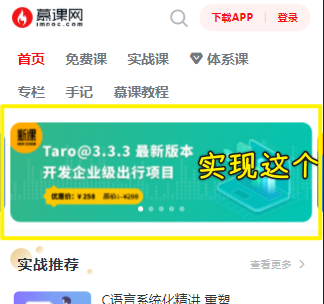 慕课网
imooc.com
下载APP | 登录
首页 免费课 实战课 体系课
专栏 手记 慕课教程
新课
Taro@3.3.3 最新版本
开发企业级出行项目
实现这个
优惠价:¥258 原价:¥299
实战推荐 查看更多 >
C语言系统化精讲 重塑